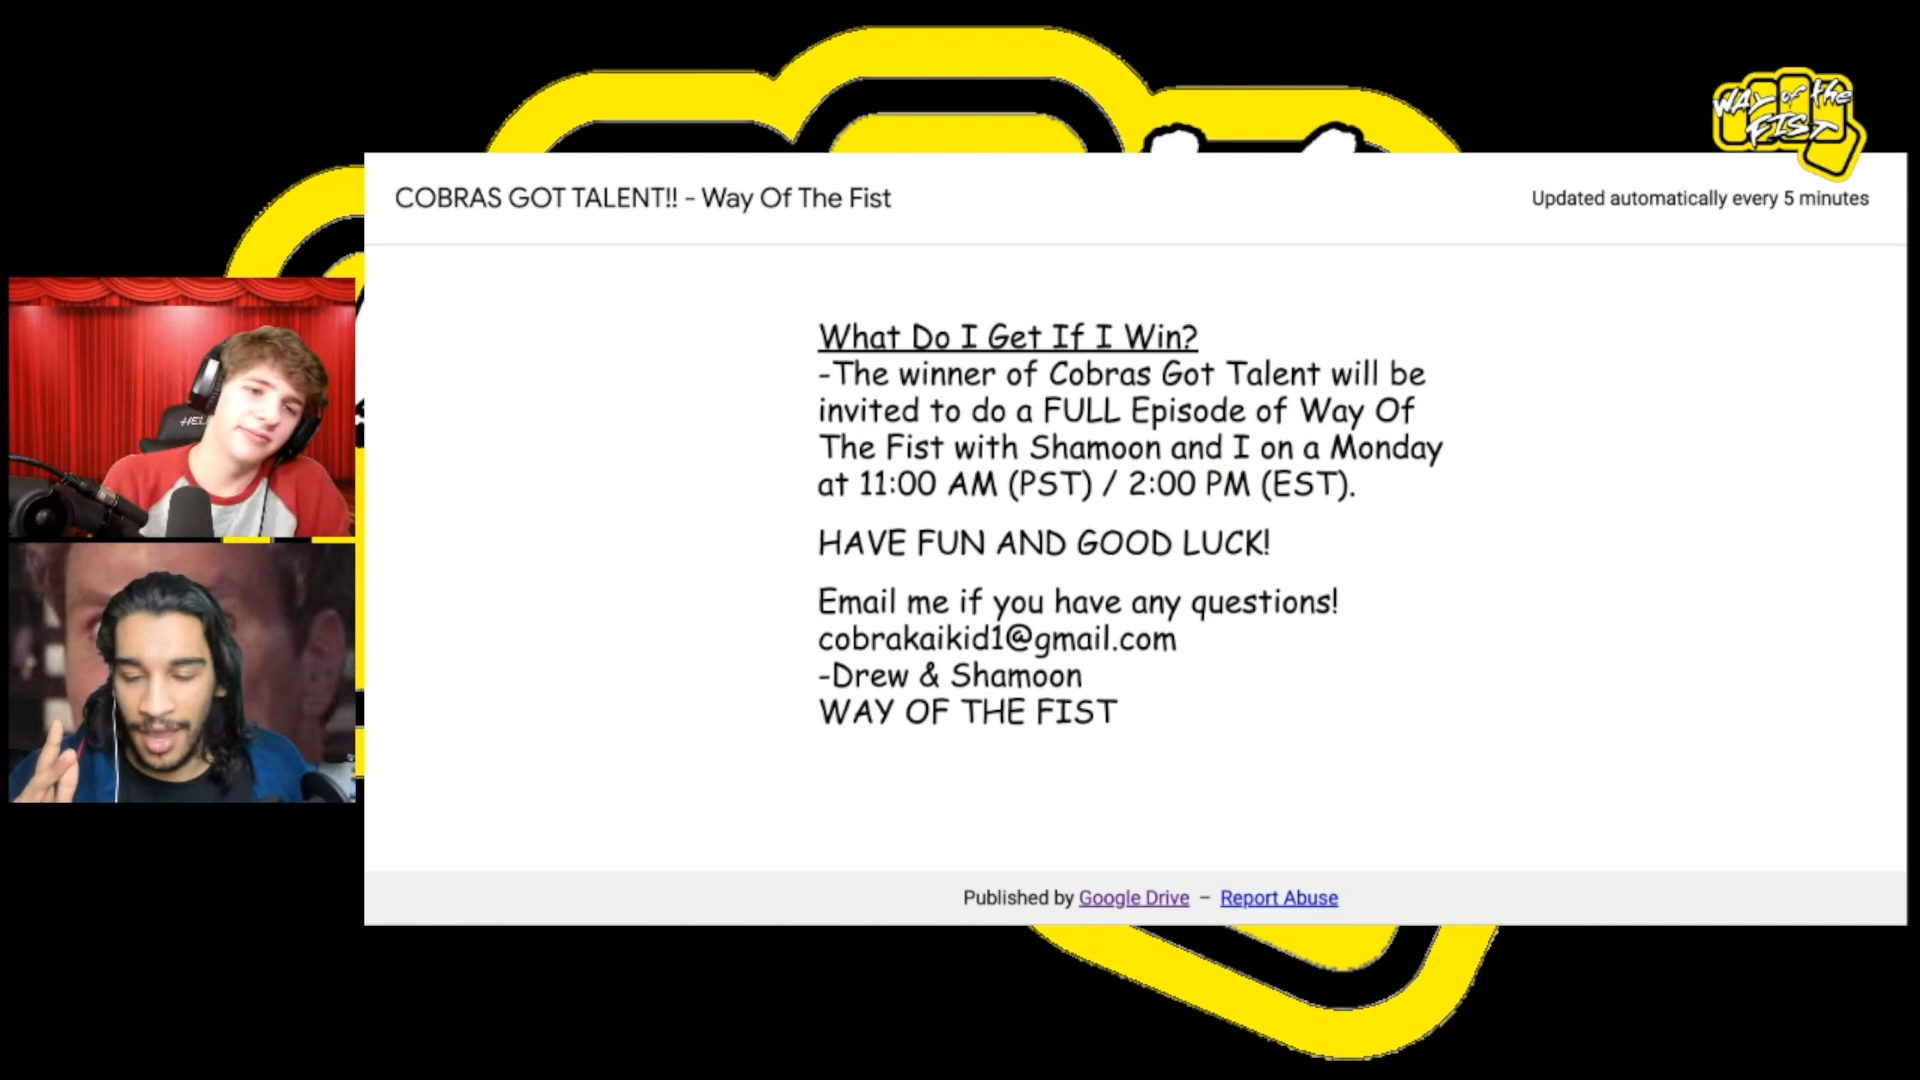 WAY of the
FIST
COBRAS GOT TALENT!! - Way Of The Fist
Updated automatically every 5 minutes
What Do I Get If I Win?
-The winner of Cobras Got Talent will be
invited to do a FULL Episode of Way Of
The Fist with Shamoon and I on a Monday
at 11:00 AM (PST) / 2:00 PM (EST).
HAVE FUN AND GOOD LUCK!
Email me if you have any questions!
cobrakaikid1@gmail.com
-Drew & Shamoon
WAY OF THE FIST
Published by Google Drive – Report Abuse